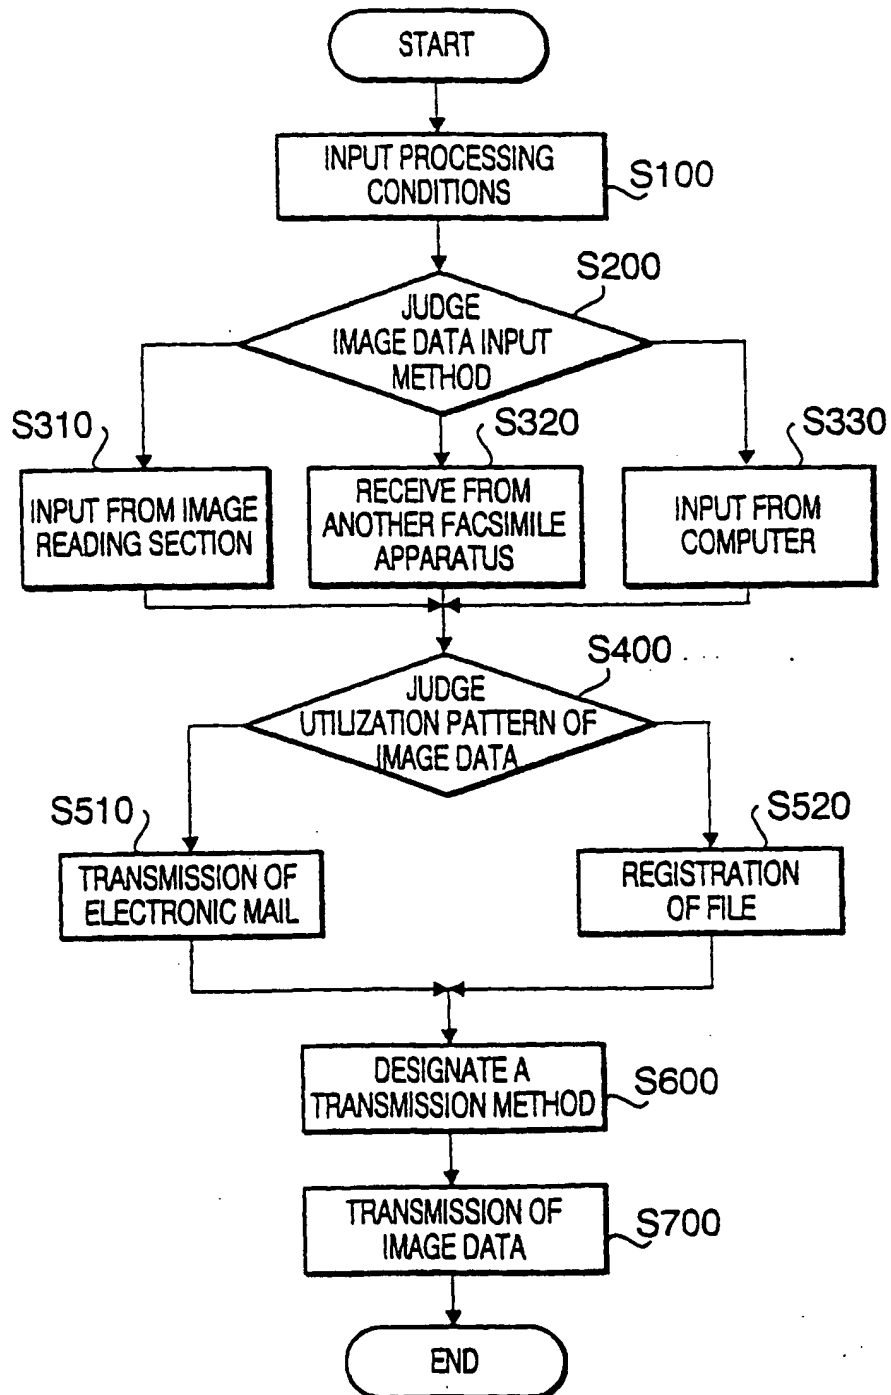 START
INPUT PROCESSING
CONDITIONS
S100
S200
JUDGE
IMAGE DATA INPUT
METHOD
S310
S320
S330
INPUT FROM IMAGE
READING SECTION
RECEIVE FROM
ANOTHER FACSIMILE
APPARATUS
INPUT FROM
COMPUTER
S400
JUDGE
UTILIZATION PATTERN OF
IMAGE DATA
S510
S520
TRANSMISSION OF
ELECTRONIC MAIL
REGISTRATION
OF FILE
DESIGNATE A
TRANSMISSION METHOD
S600
TRANSMISSION OF
IMAGE DATA
S700
END